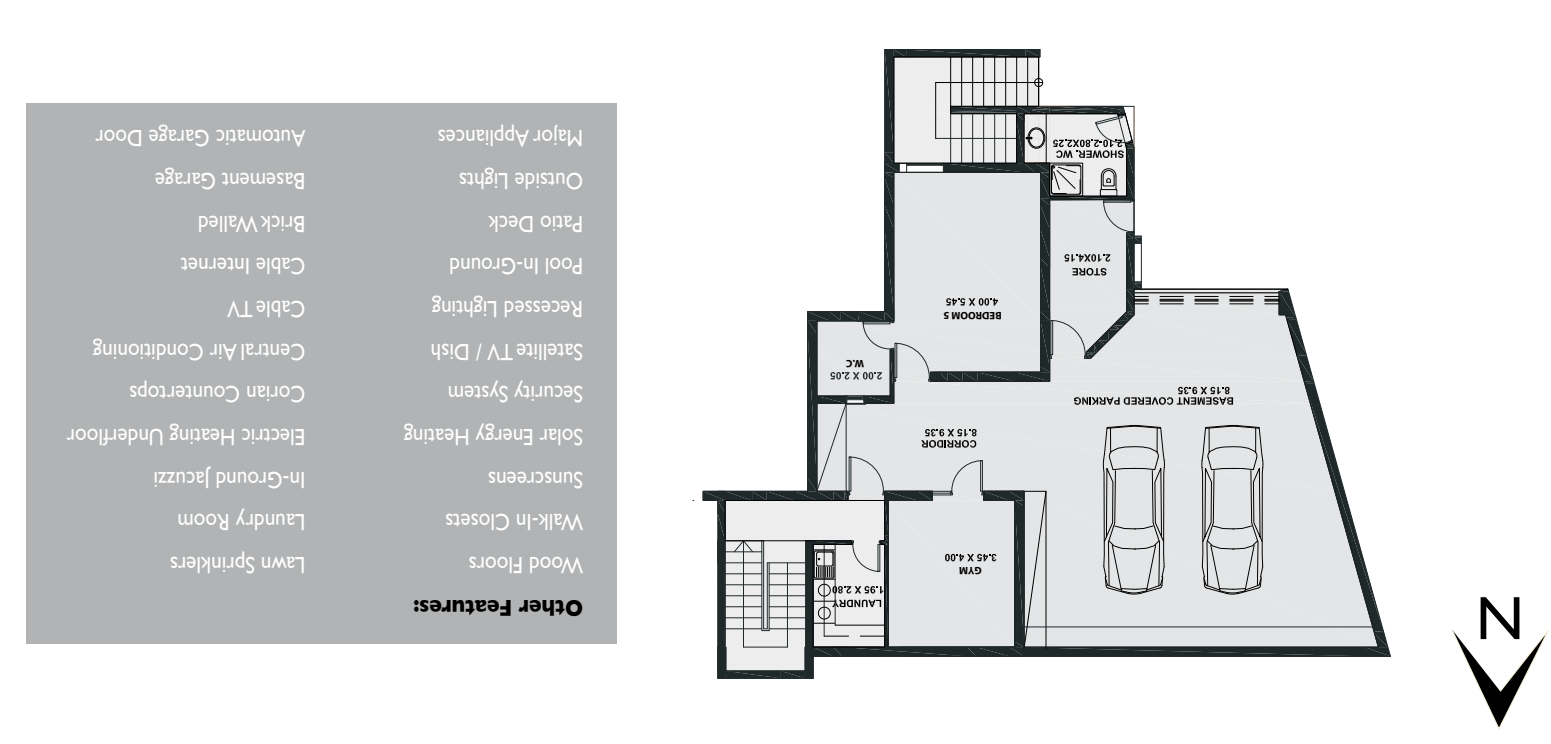 N
LAUNDRY
1.95 X 2.80
GYM
3.45 X 4.00
CORRIDOR
8.15 X 9.35
BASEMENT COVERED PARKING
8.15 X 9.35
2.00 X 2.05
W.C
BEDROOM 5
4.00 X 5.45
STORE
2.10X4.15
SHOWER. WC
2.10-2.80X2.25
Other Features:
Wood Floors
Walk-In Closets
Sunscreens
Solar Energy Heating
Security System
Satellite TV / Dish
Recessed Lighting
Pool In-Ground
Patio Deck
Outside Lights
Major Appliances
Lawn Sprinklers
Laundry Room
In-Ground Jacuzzi
Electric Heating Underfloor
Corian Countertops
Central Air Conditioning
Cable TV
Cable Internet
Brick Walled
Basement Garage
Automatic Garage Door